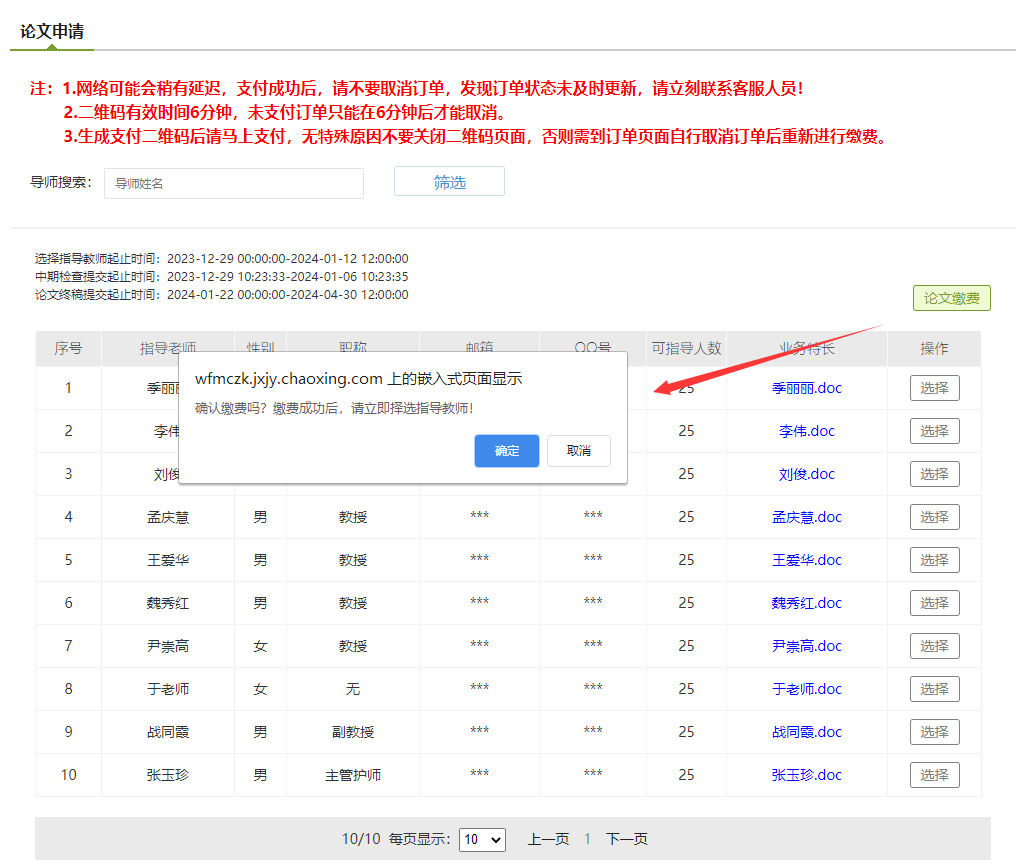 论文申请
注：1.网络可能会稍有延迟，支付成功后，请不要取消订单，发现订单状态未及时更新，请立刻联系客服人员！
2.二维码有效时间6分钟，未支付订单只能在6分钟后才能取消。
3.生成支付二维码后请马上支付，无特殊原因不要关闭二维码页面，否则需到订单页面自行取消订单后重新进行缴费。
导师搜索： 导师姓名 筛选
选择指导教师起止时间：2023-12-29 00:00:00-2024-01-12 12:00:00
中期检查提交起止时间：2023-12-29 10:23:33-2024-01-06 10:23:35
论文终稿提交起止时间：2024-01-22 00:00:00-2024-04-30 12:00:00
论文缴费
序号 指导老师 性别 职称 邮箱 QQ号 可指导人数 业务特长 操作
wfmczk.jxjy.chaoxing.com 上的嵌入式页面显示
确认缴费吗？缴费成功后，请立即择选指导教师！
确定 取消
1 季丽 25 季丽丽.doc 选择
2 李伟 25 李伟.doc 选择
3 刘俊 25 刘俊.doc 选择
4 孟庆慧 男 教授 *** *** 25 孟庆慧.doc 选择
5 王爱华 男 教授 *** *** 25 王爱华.doc 选择
6 魏秀红 男 教授 *** *** 25 魏秀红.doc 选择
7 尹崇高 女 教授 *** *** 25 尹崇高.doc 选择
8 于老师 女 无 *** *** 25 于老师.doc 选择
9 战同霞 男 副教授 *** *** 25 战同霞.doc 选择
10 张玉珍 男 主管护师 *** *** 25 张玉珍.doc 选择
10/10 每页显示： 10 上一页 1 下一页